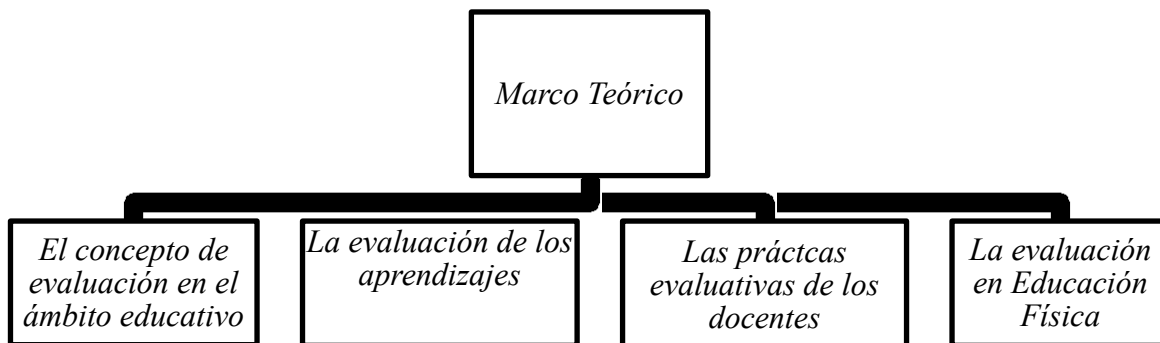 Marco Teórico
El concepto de
evaluación en el
ámbito educativo
La evaluación de los
aprendizajes
Las práctcas
evaluativas de los
docentes
La evaluación
en Educación
Física